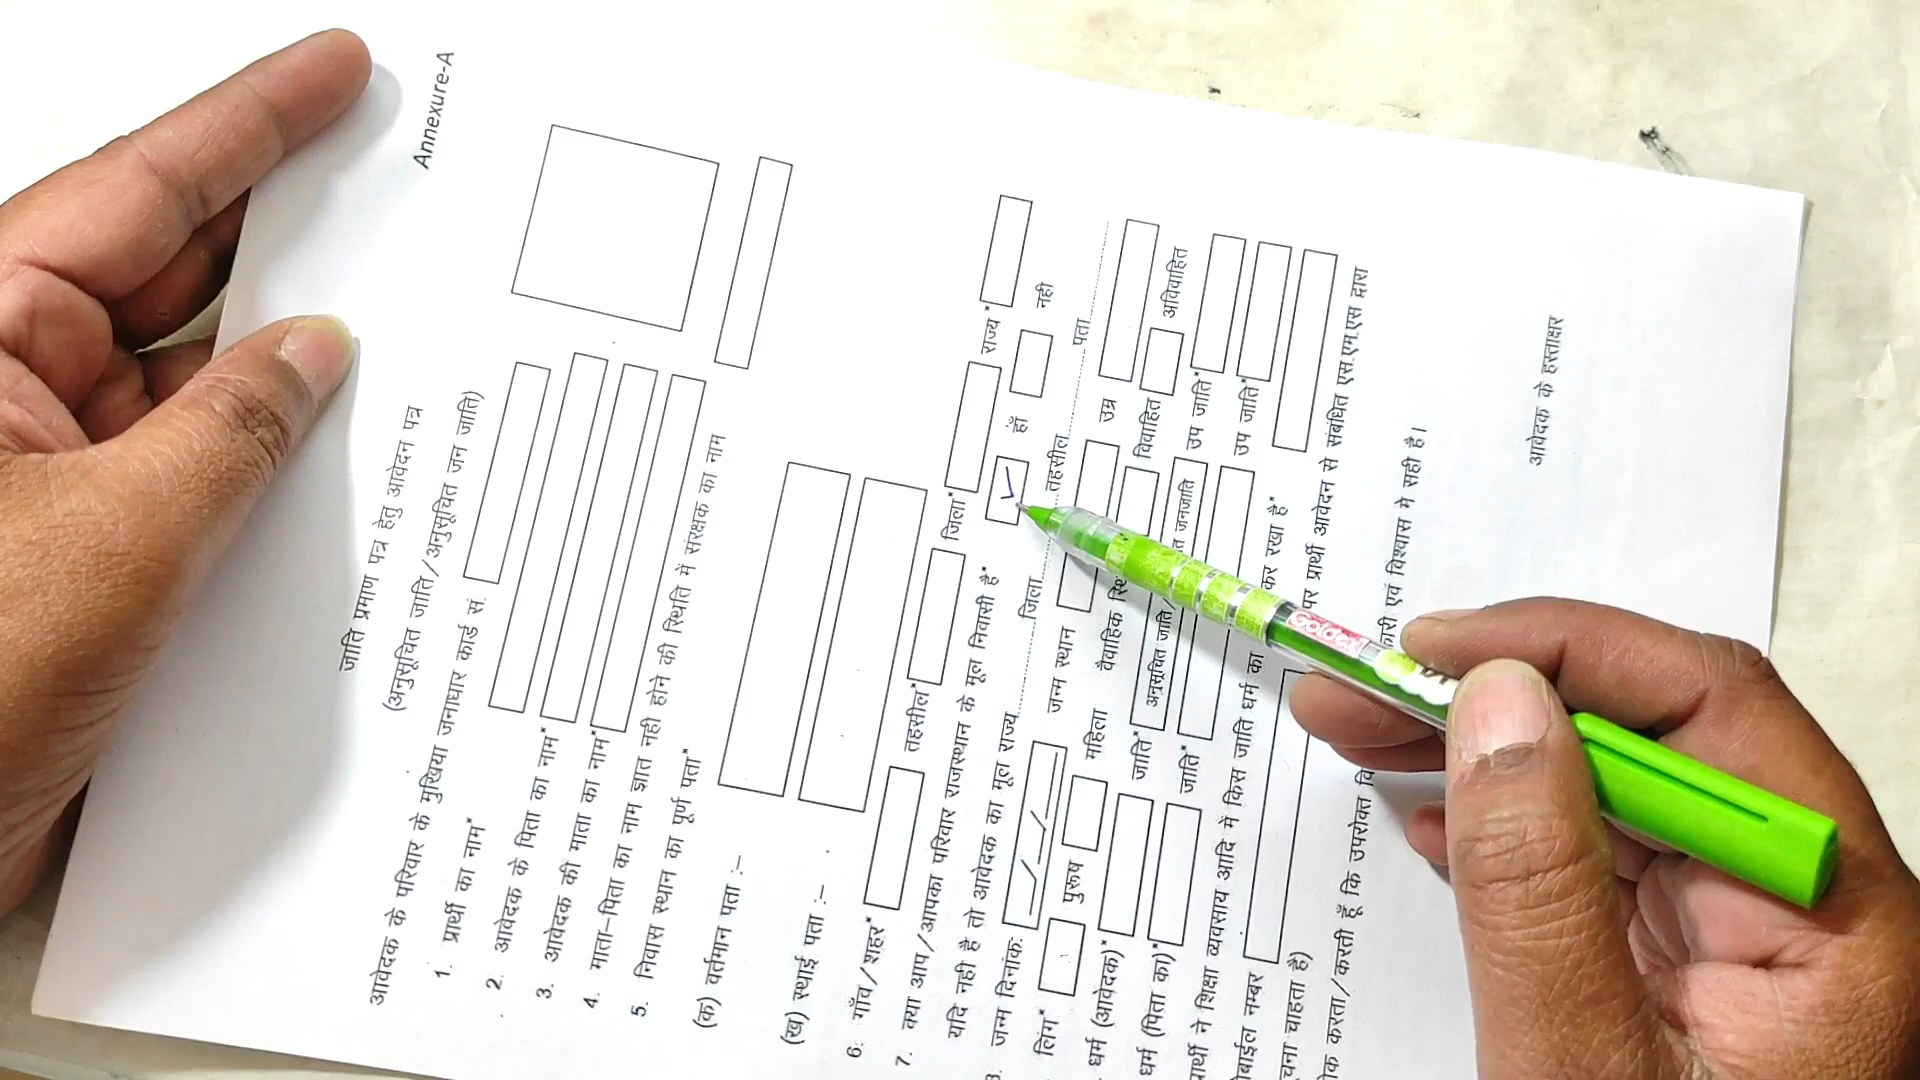 Annexure-A
जाति प्रमाण पत्र हेतु आवेदन पत्र
(अनुसूचित जाति/अनुसूचित जन जाति)
आवेदक के परिवार के मुखिया जनाधार कार्ड सं.
1. प्रार्थी का नाम*
2. आवेदक के पिता का नाम*
3. आवेदक की माता का नाम*
4. माता–पिता का नाम ज्ञात नही होने की स्थिति में संरक्षक का नाम
5. निवास स्थान का पूर्ण पता*
(क) वर्तमान पता :–
(ख) स्थाई पता :–
6. गाँव/शहर* तहसील* जिला* राज्य*
7. क्या आप/आपका परिवार राजस्थान के मूल निवासी है* हाँ नही
यदि नही है तो आवेदक का मूल राज्य जिला तहसील पता
जन्म दिनांक: जन्म स्थान उम्र
लिंग* पुरूष महिला वैवाहिक विवाहित अविवाहित
धर्म (आवेदक)* जाति* अनुसूचित जाति/ जनजाति उप जाति*
धर्म (पिता का)* जाति* उप जाति*
प्रार्थी ने शिक्षा व्यवसाय आदि में किस जाति धर्म का कर रखा है*
नम्बर पर प्रार्थी आवेदन से संबंधित एस.एम.एस द्वारा
चाहता है)
करता/करती हूँ कि उपरोक्त एवं विश्वास मे सही है।
आवेदक के हस्ताक्षर
Golden